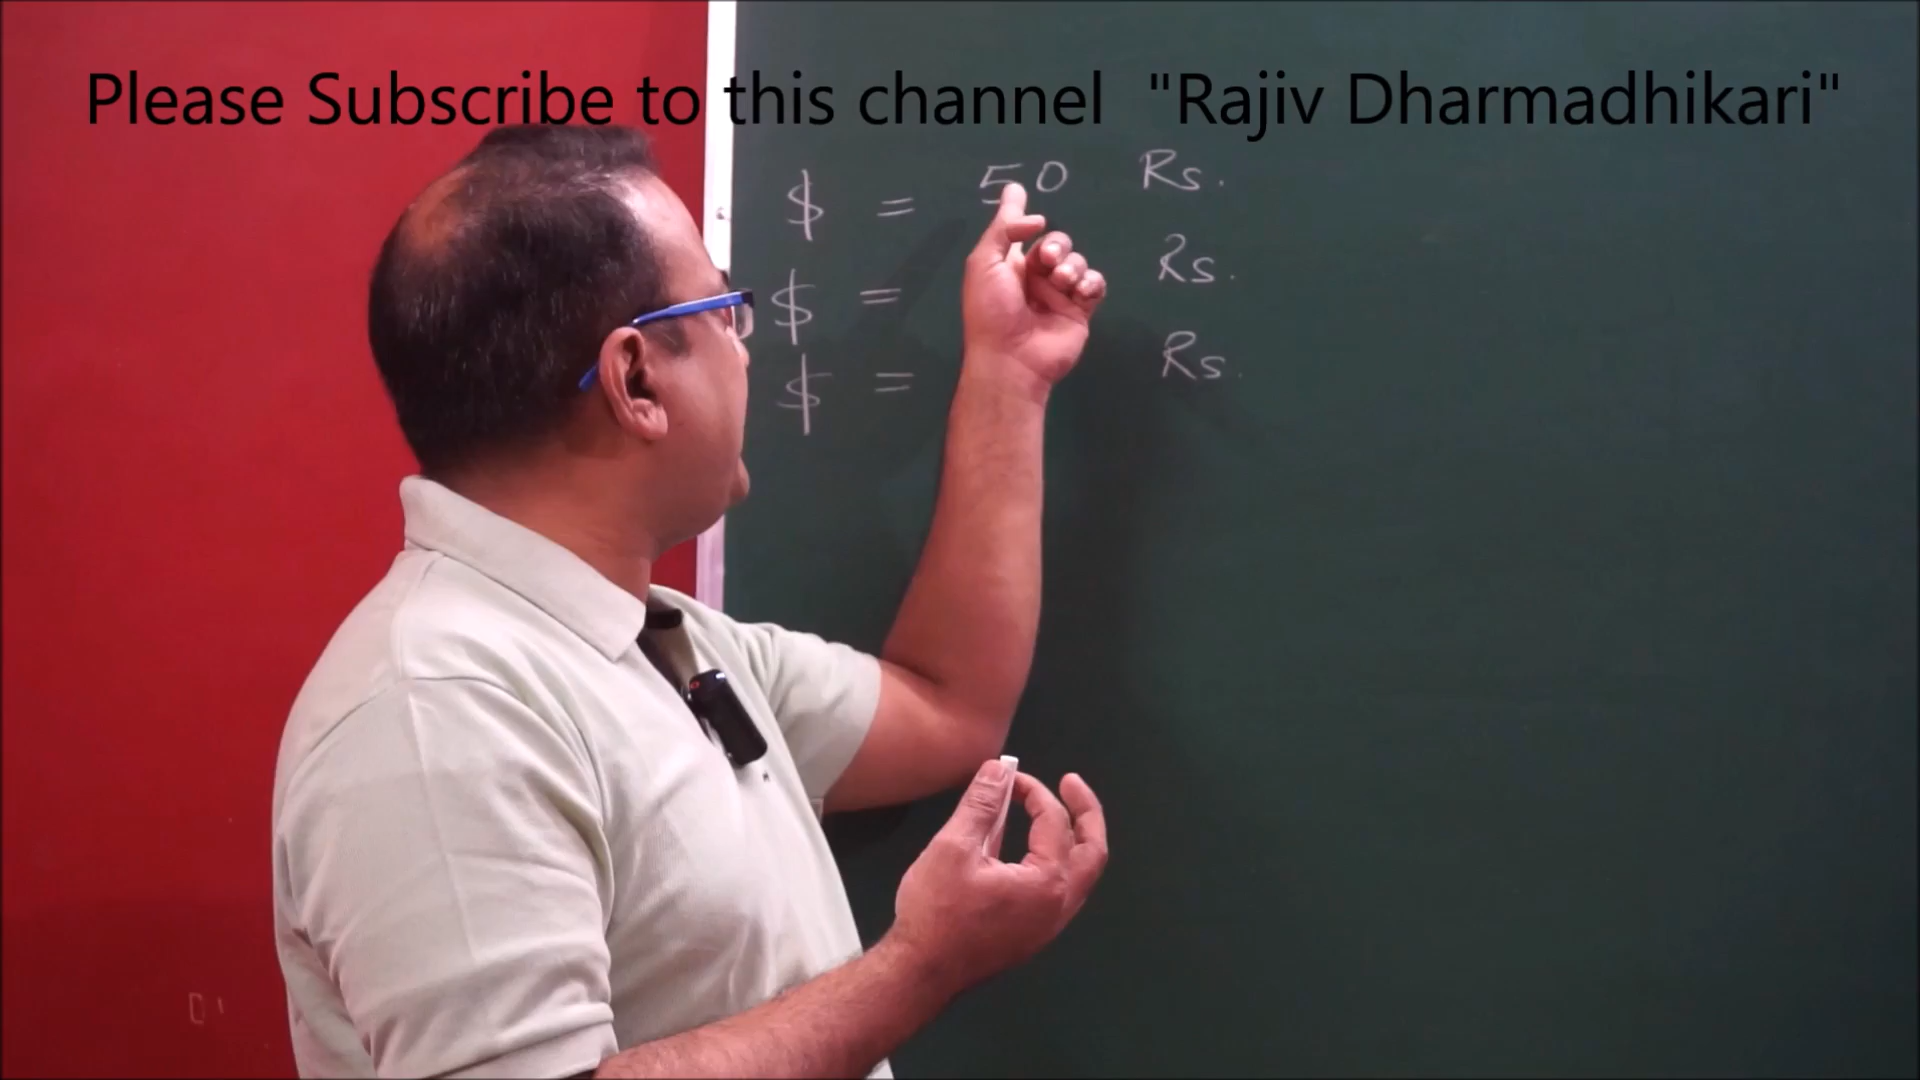 Please Subscribe to this channel "Rajiv Dharmadhikari"
$ = 50 Rs.
$ = Rs.
$ = Rs.